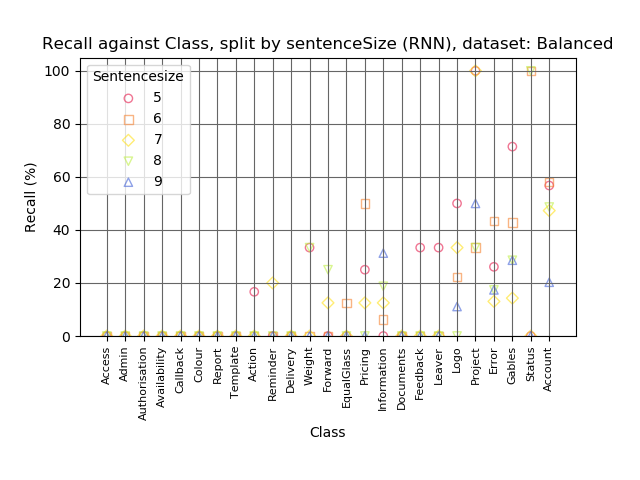 Recall against Class, split by sentenceSize (RNN), dataset: Balanced
Recall (%)
100
80
60
40
20
0
Sentencesize
5
6
7
8
9
Access
Admin
Authorisation
Availability
Callback
Colour
Report
Template
Action
Reminder
Delivery
Weight
Forward
EqualGlass
Pricing
Information
Documents
Feedback
Leaver
Logo
Project
Error
Gables
Status
Account
Class